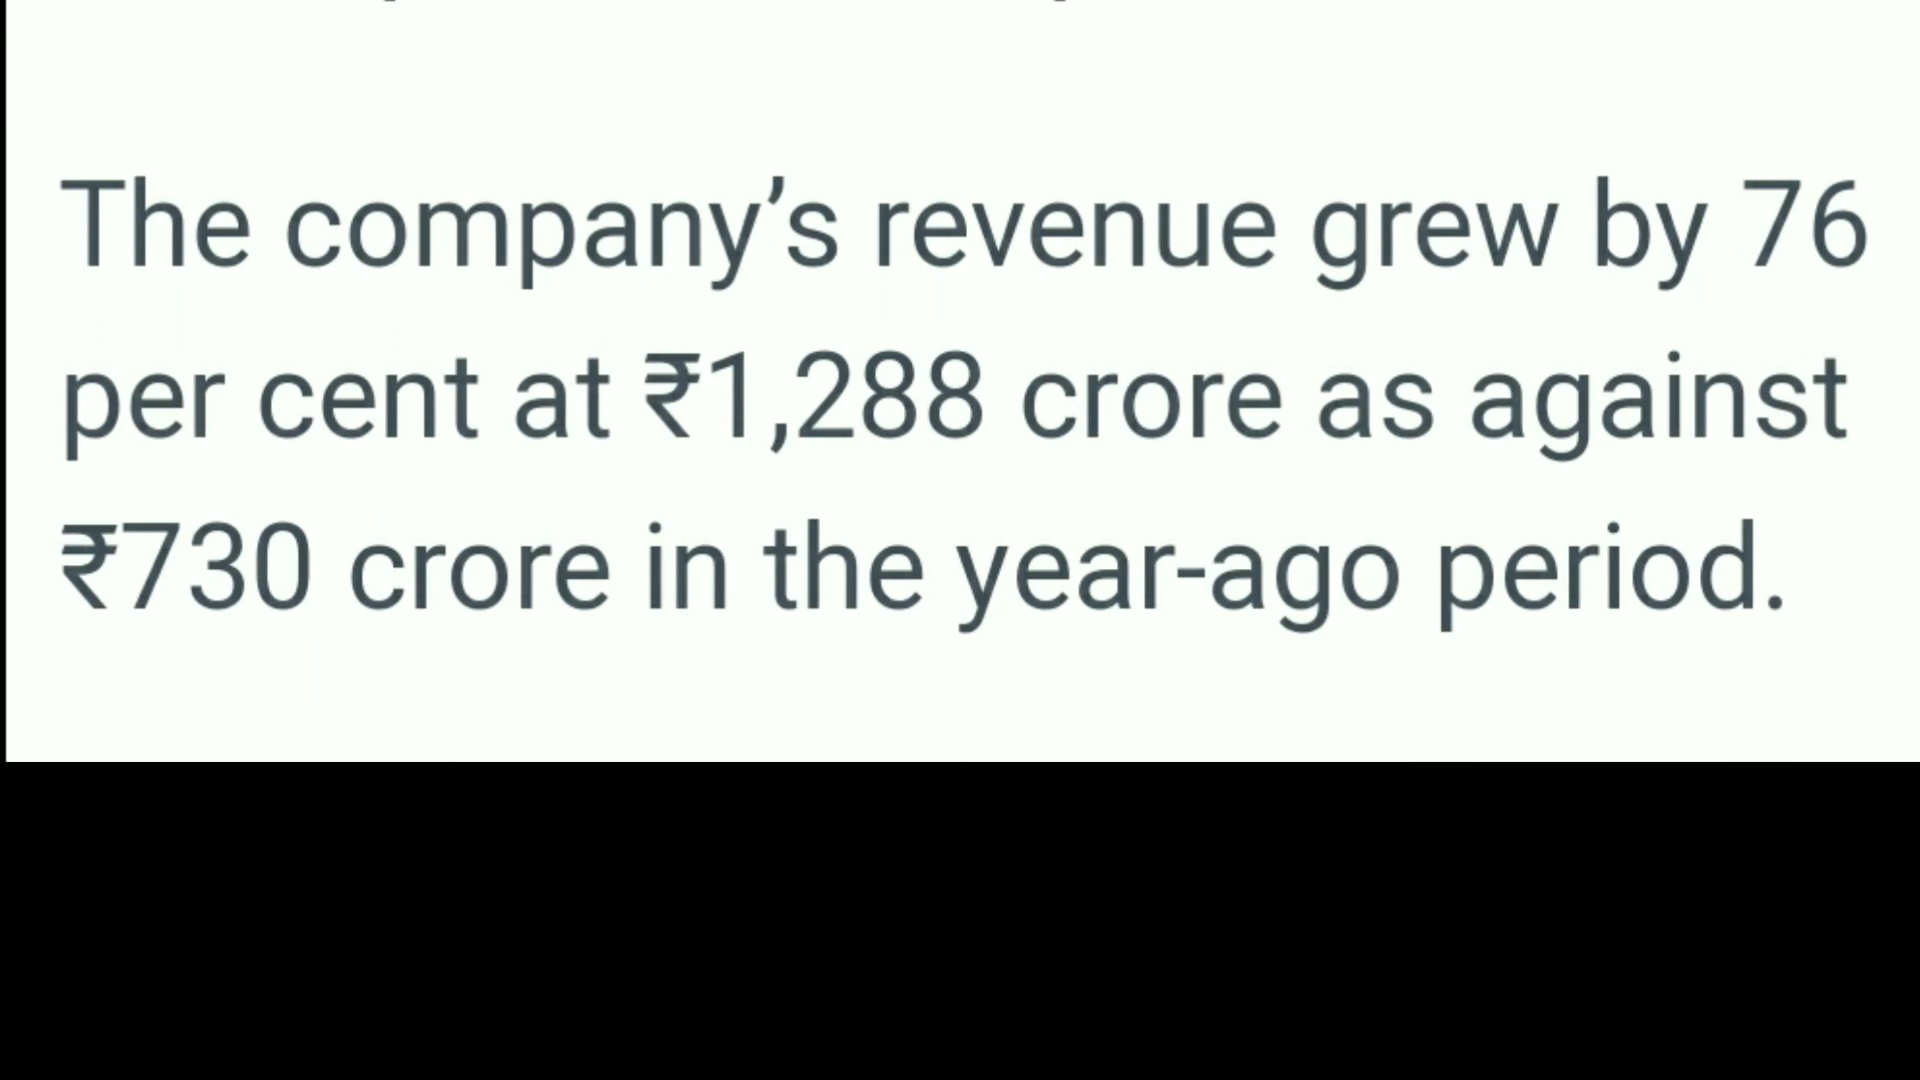 The company’s revenue grew by 76
per cent at ₹1,288 crore as against
₹730 crore in the year-ago period.